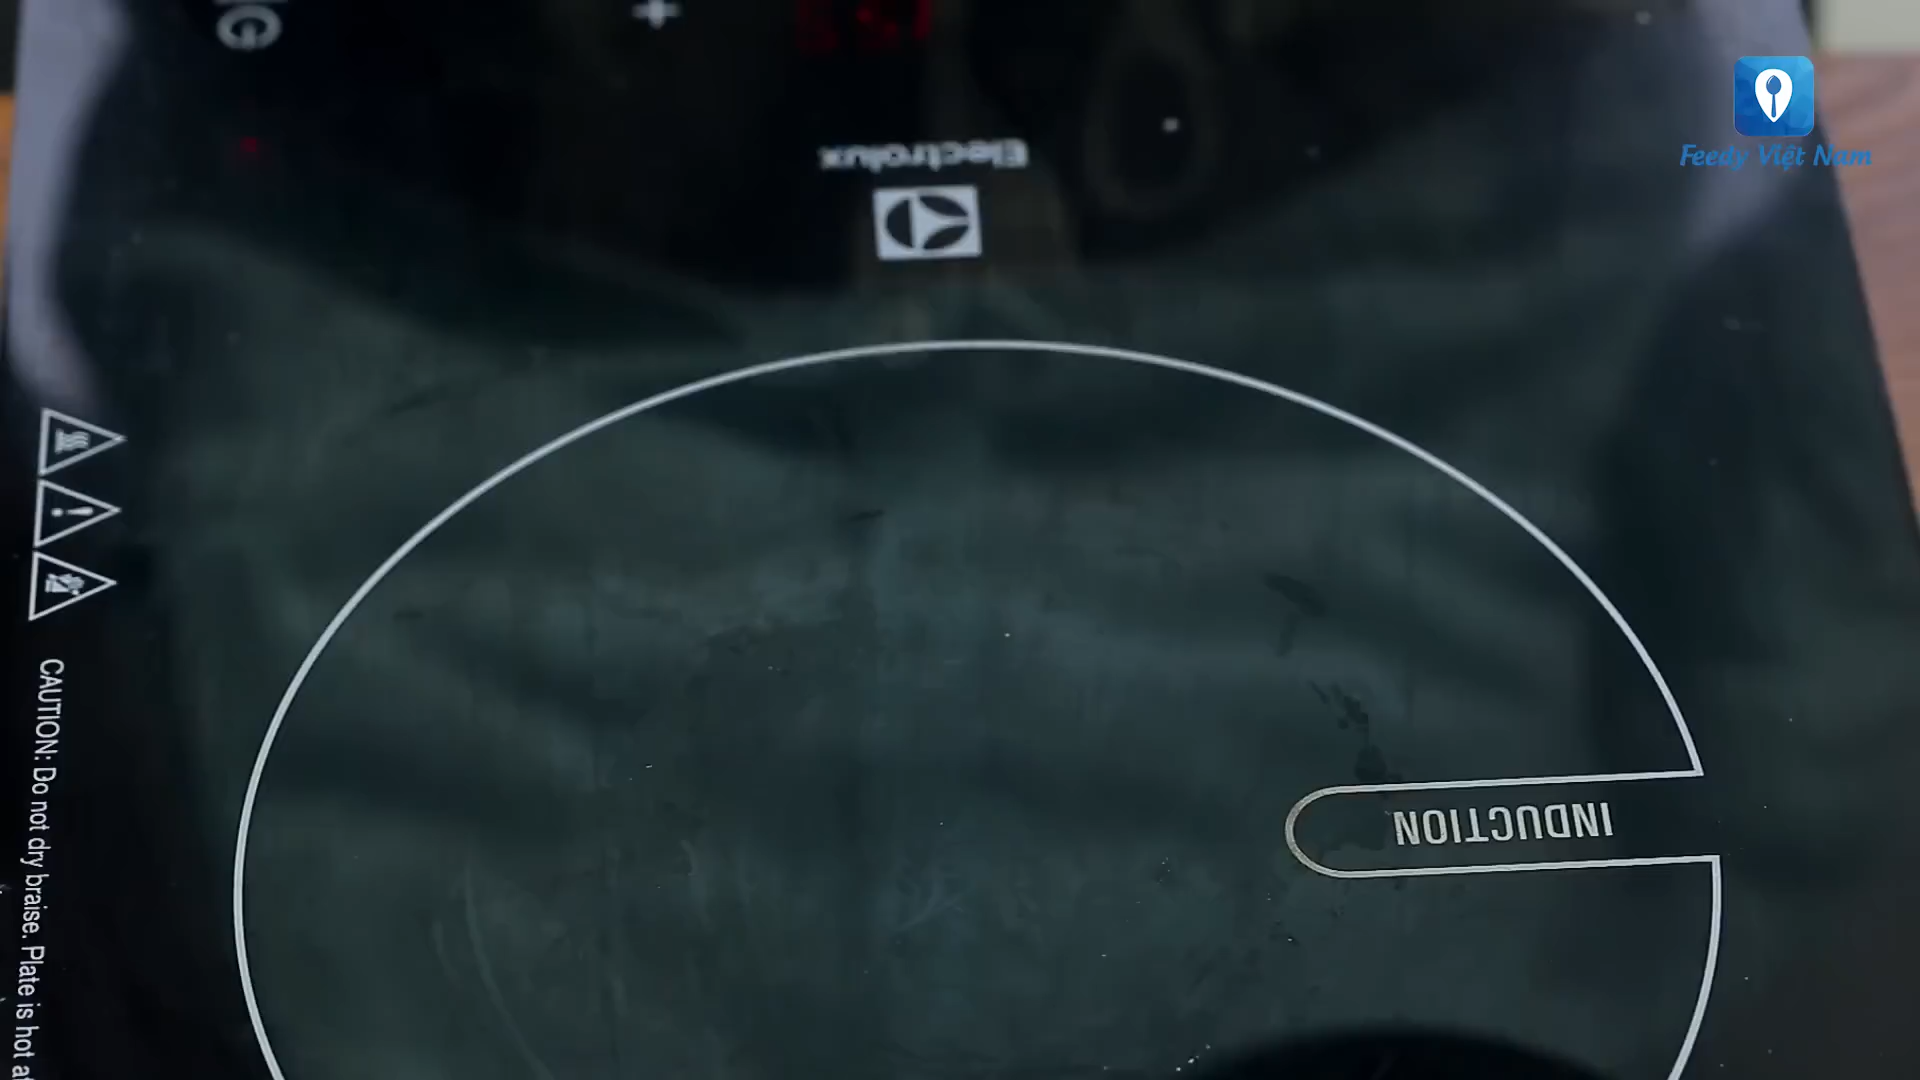 Feedy Việt Nam
Electrolux
INDUCTION
CAUTION: Do not dry braise. Plate is hot